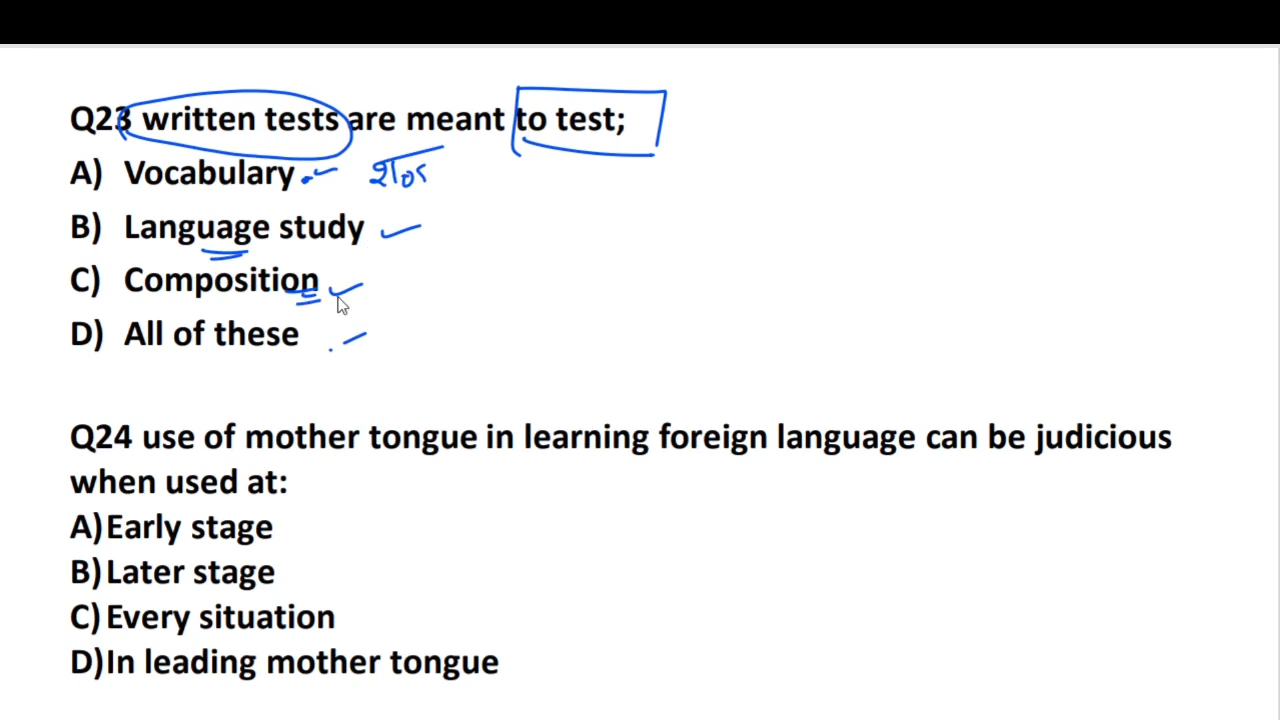 Q23 written tests are meant to test;
A) Vocabulary
B) Language study
C) Composition
D) All of these
Q24 use of mother tongue in learning foreign language can be judicious
when used at:
A) Early stage
B) Later stage
C) Every situation
D) In leading mother tongue